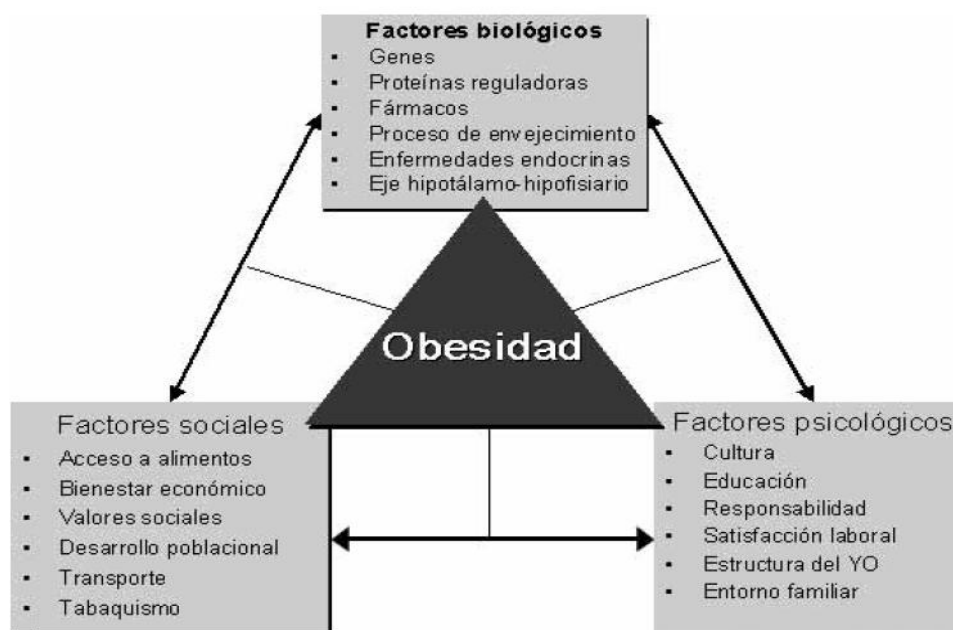 Factores biológicos
▪ Genes
▪ Proteínas reguladoras
▪ Fármacos
▪ Proceso de envejecimiento
▪ Enfermedades endocrinas
▪ Eje hipotálamo-hipofisiario
Obesidad
Factores sociales
▪ Acceso a alimentos
▪ Bienestar económico
▪ Valores sociales
▪ Desarrollo poblacional
▪ Transporte
▪ Tabaquismo
Factores psicológicos
▪ Cultura
▪ Educación
▪ Responsabilidad
▪ Satisfacción laboral
▪ Estructura del YO
▪ Entorno familiar